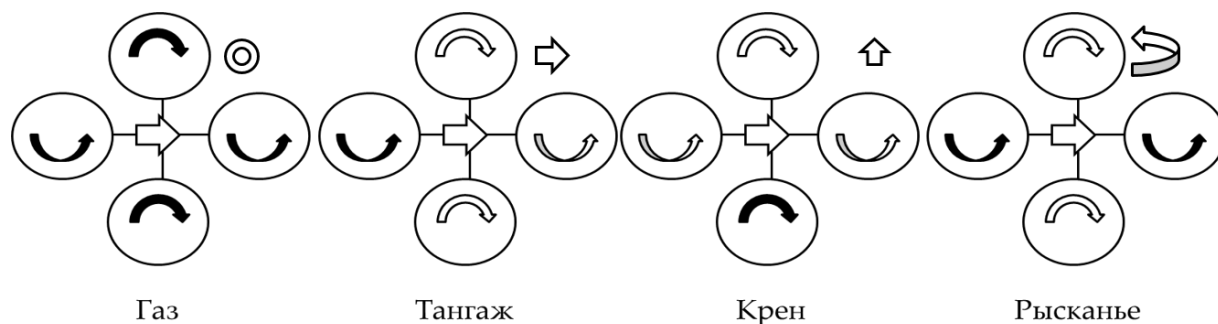 Газ
Тангаж
Крен
Рысканье